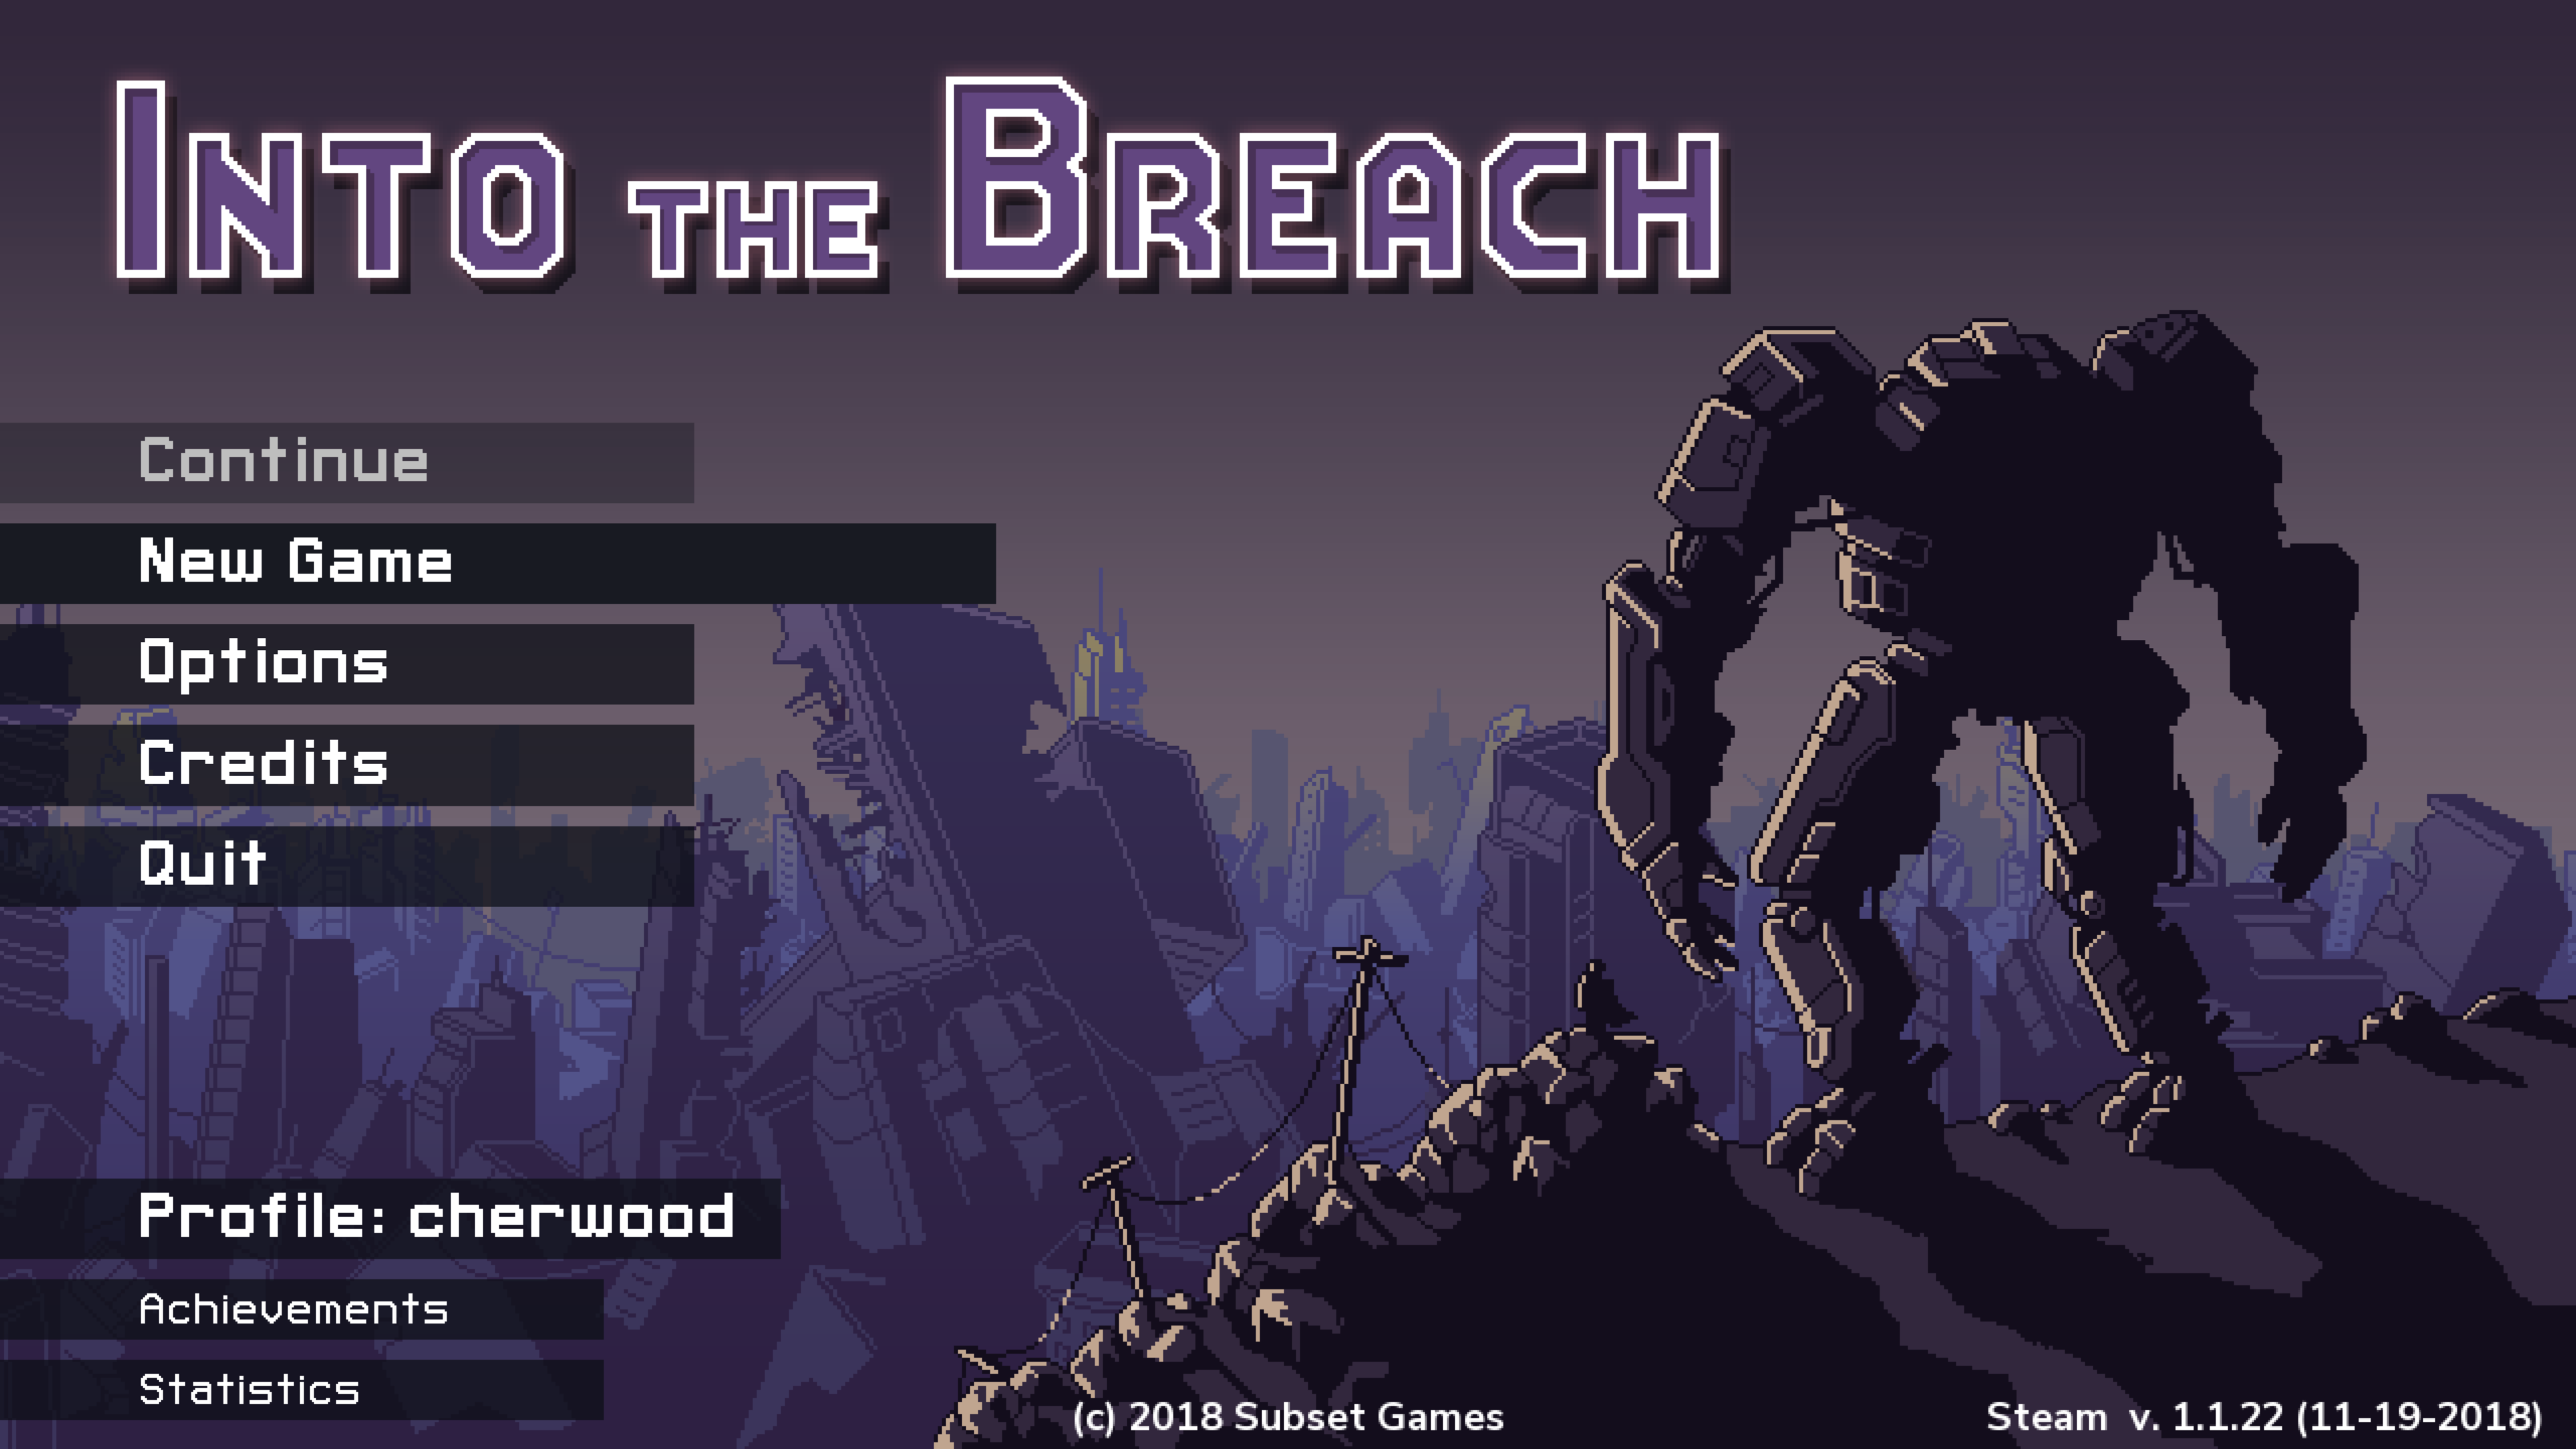 Into the Breach
Continue
New Game
Options
Credits
Quit
Profile: cherwood
Achievements
Statistics
(c) 2018 Subset Games
Steam v. 1.1.22 (11-19-2018)